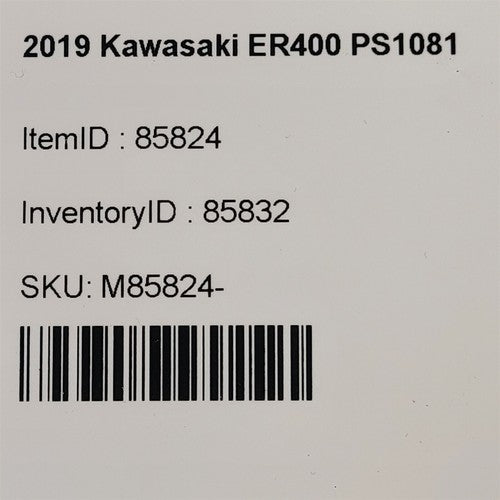 2019 Kawasaki ER400 PS1081
ItemID : 85824
InventoryID : 85832
SKU: M85824-